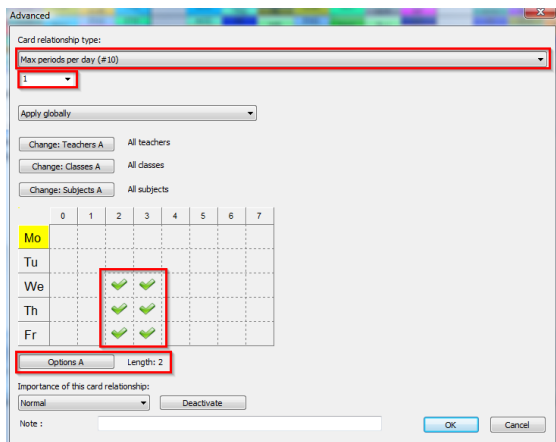 Advanced
Card relationship type:
Max periods per day (#10)
1
Apply globally
Change: Teachers A All teachers
Change: Classes A All classes
Change: Subjects A All subjects
0 1 2 3 4 5 6 7
Mo
Tu
We
Th
Fr
Options A Length: 2
Importance of this card relationship:
Normal Deactivate
Note :
OK Cancel